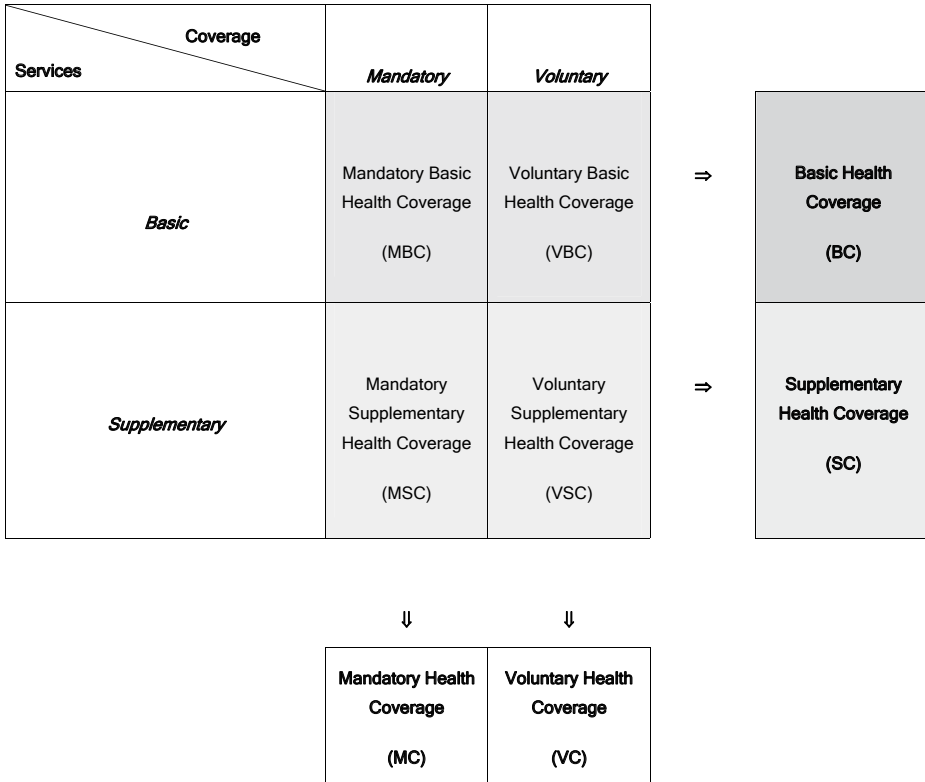 Coverage
Services
Mandatory
Voluntary
Mandatory Basic
Health Coverage
(MBC)
Voluntary Basic
Health Coverage
(VBC)
⇒
Basic Health
Coverage
(BC)
Basic
Mandatory
Supplementary
Health Coverage
(MSC)
Voluntary
Supplementary
Health Coverage
(VSC)
⇒
Supplementary
Health Coverage
(SC)
Supplementary
⇓
⇓
Mandatory Health
Coverage
(MC)
Voluntary Health
Coverage
(VC)